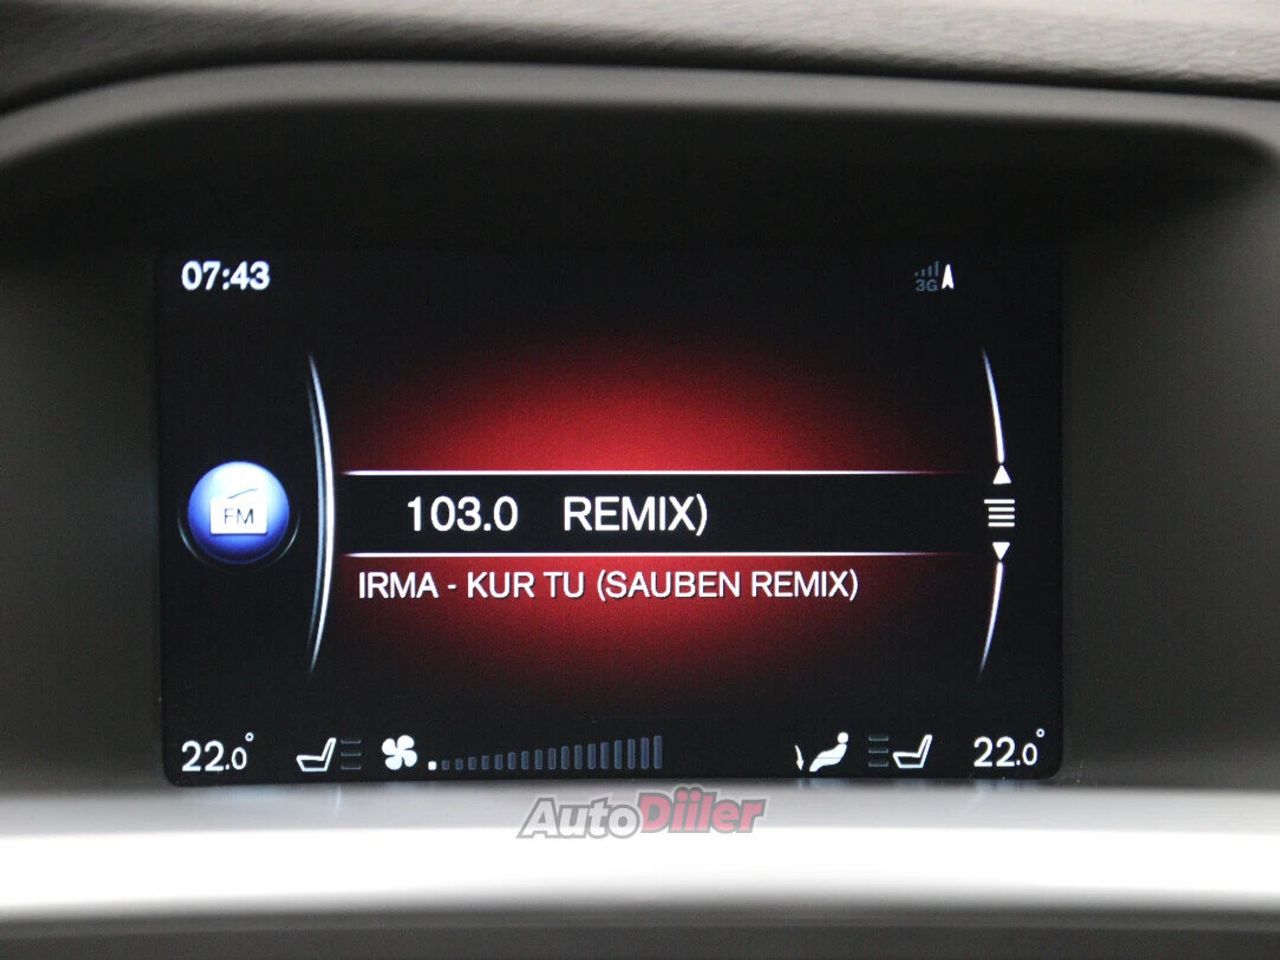 07:43
3G
FM
103.0 REMIX)
IRMA - KUR TU (SAUBEN REMIX)
22.0° 22.0°
AutoDiiler